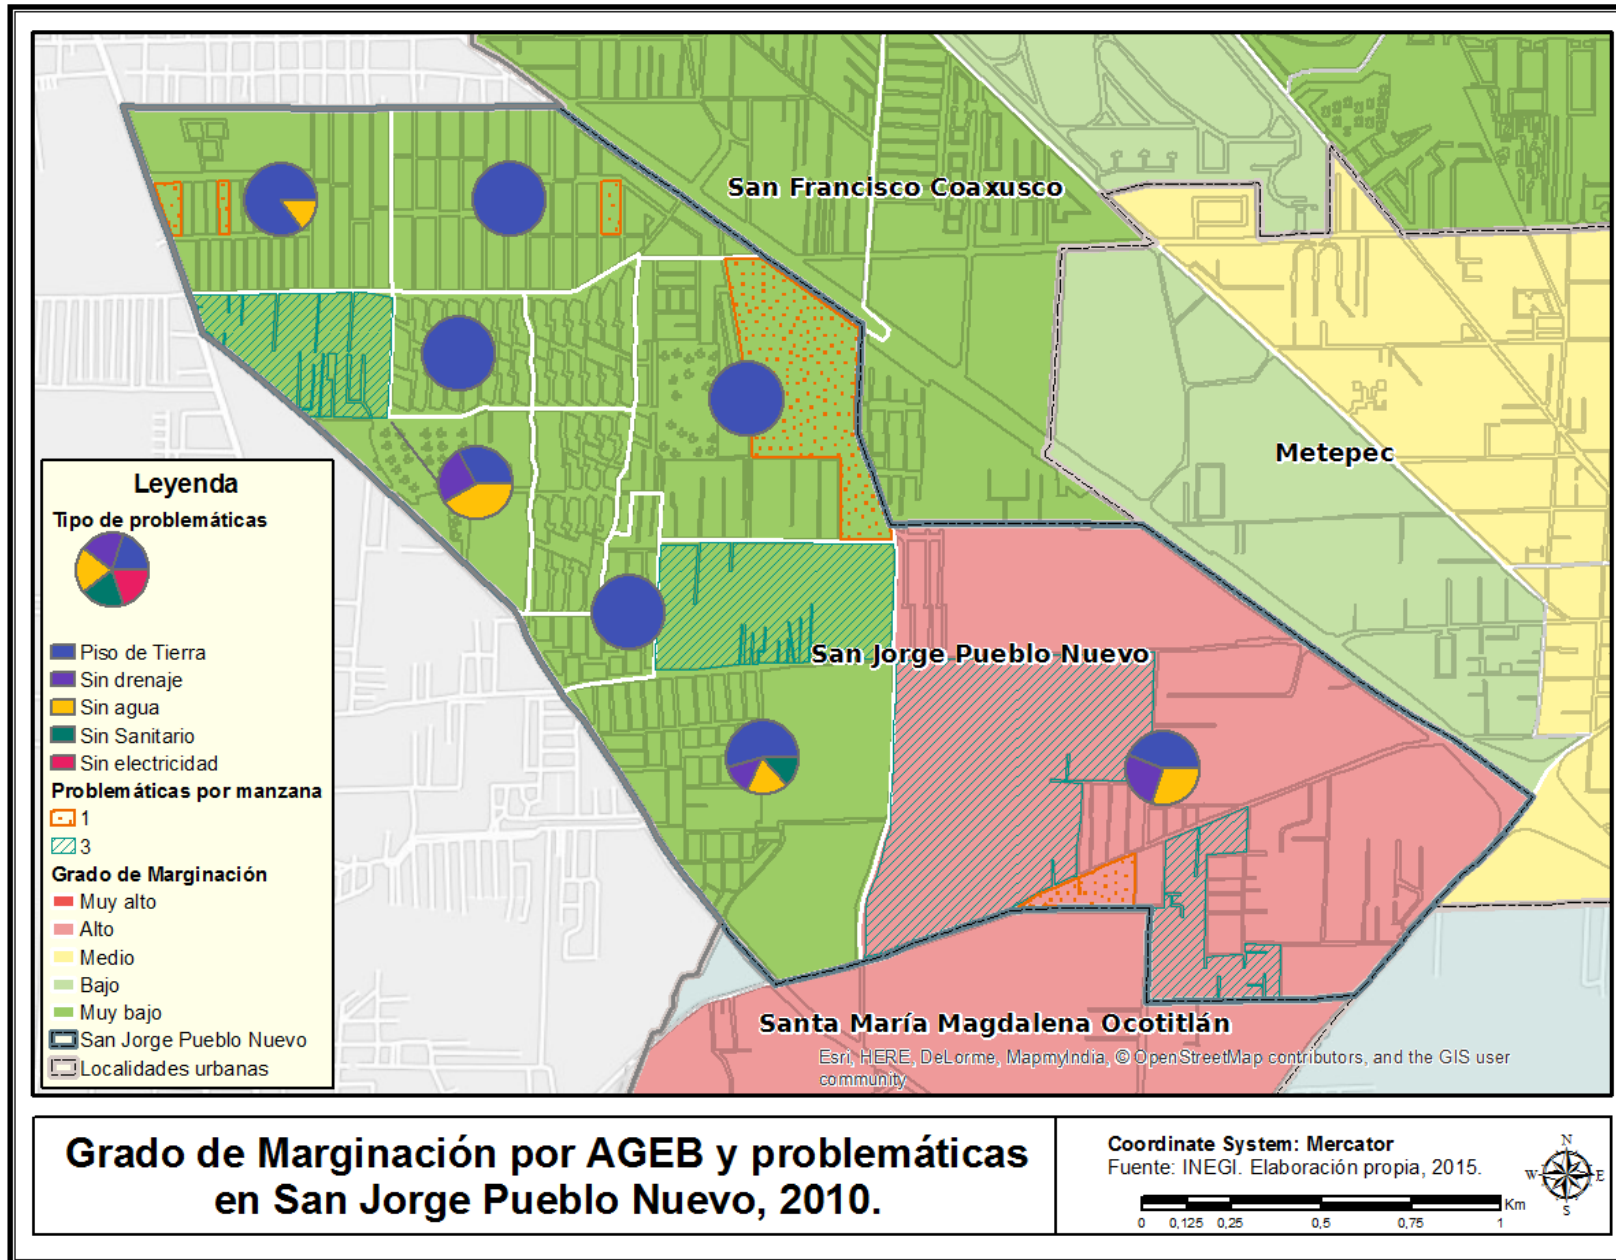 San Francisco Coaxusco
Metepec
San Jorge Pueblo Nuevo
Santa María Magdalena Ocotitlán
Esri, HERE, DeLorme, MapmyIndia, © OpenStreetMap contributors, and the GIS user
community
Leyenda
Tipo de problemáticas
Piso de Tierra
Sin drenaje
Sin agua
Sin Sanitario
Sin electricidad
Problemáticas por manzana
1
3
Grado de Marginación
Muy alto
Alto
Medio
Bajo
Muy bajo
San Jorge Pueblo Nuevo
Localidades urbanas
Grado de Marginación por AGEB y problemáticas
en San Jorge Pueblo Nuevo, 2010.
Coordinate System: Mercator
Fuente: INEGI. Elaboración propia, 2015.
Km
0 0,125 0,25 0,5 0,75 1
N
W E
S